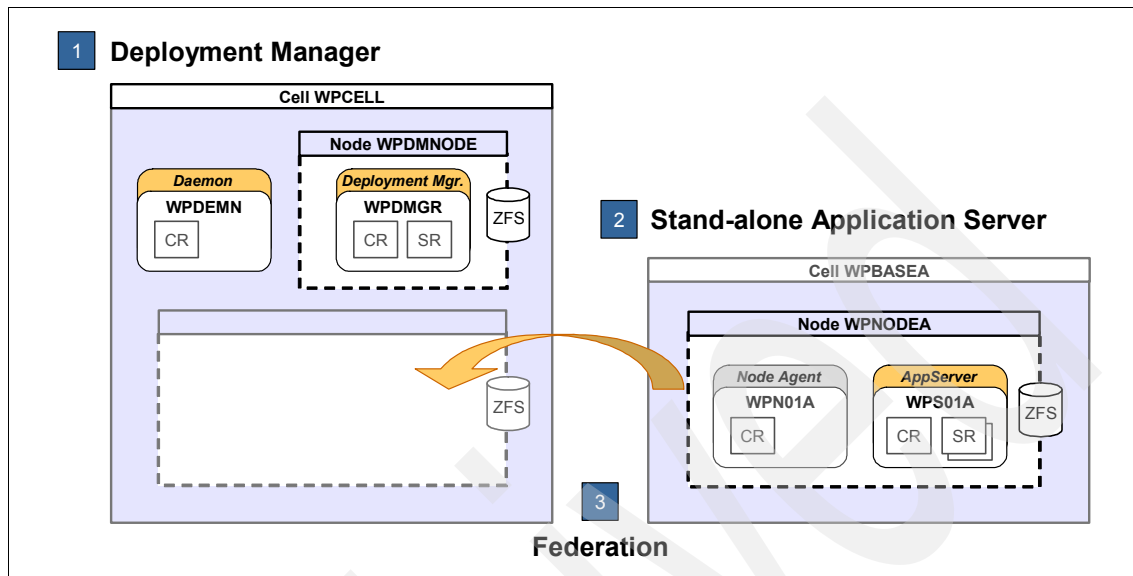 1 Deployment Manager
Cell WPCELL
Node WPDMNODE
Daemon
WPDEMN
CR
Deployment Mgr.
WPDMGR
CR SR
ZFS
ZFS
2 Stand-alone Application Server
Cell WPBASEA
Node WPNODEA
Node Agent
WPN01A
CR
AppServer
WPS01A
CR SR
ZFS
3
Federation